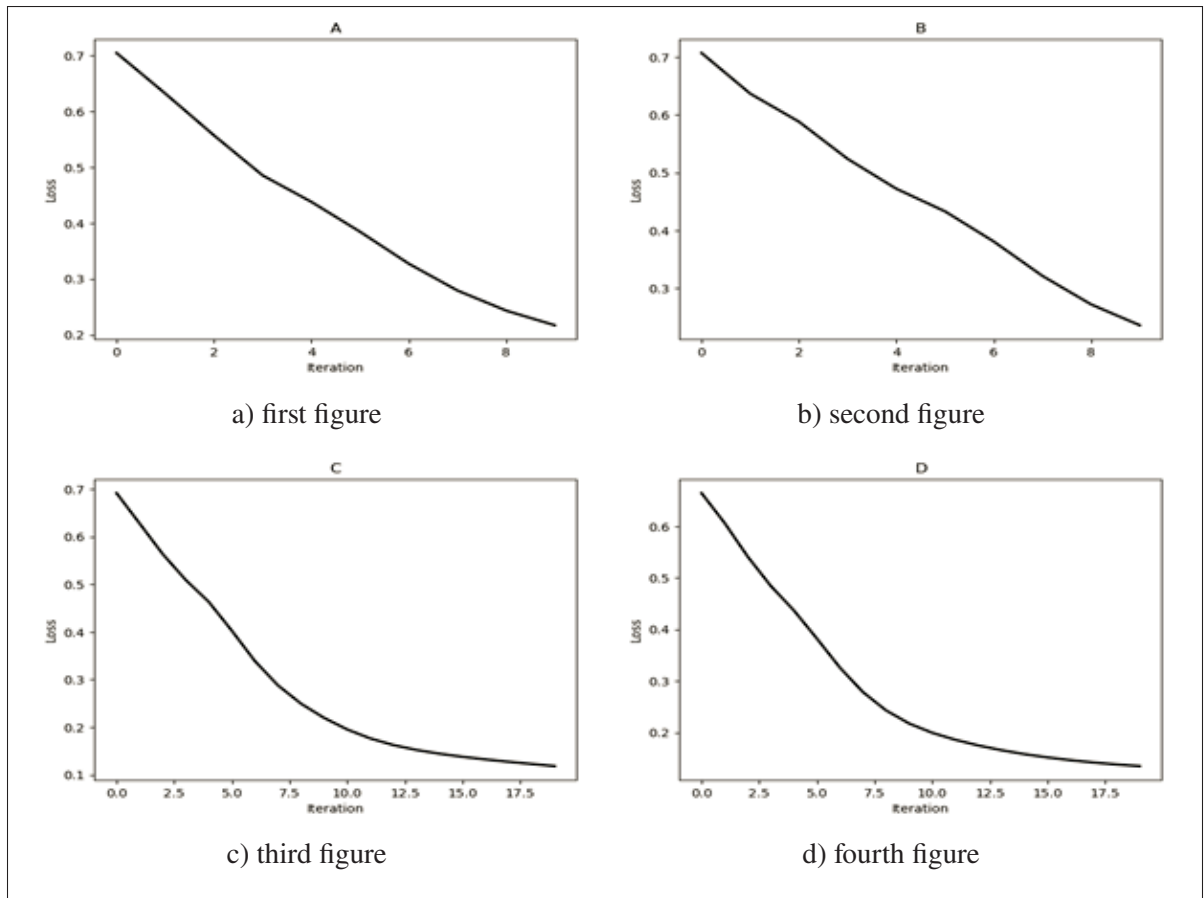 A
0.7
0.6
0.5
0.4
0.3
0.2
Loss
0 2 4 6 8
Iteration
a) first figure
B
0.7
0.6
0.5
0.4
0.3
Loss
0 2 4 6 8
Iteration
b) second figure
C
0.7
0.6
0.5
0.4
0.3
0.2
0.1
Loss
0.0 2.5 5.0 7.5 10.0 12.5 15.0 17.5
Iteration
c) third figure
D
0.6
0.5
0.4
0.3
0.2
Loss
0.0 2.5 5.0 7.5 10.0 12.5 15.0 17.5
Iteration
d) fourth figure